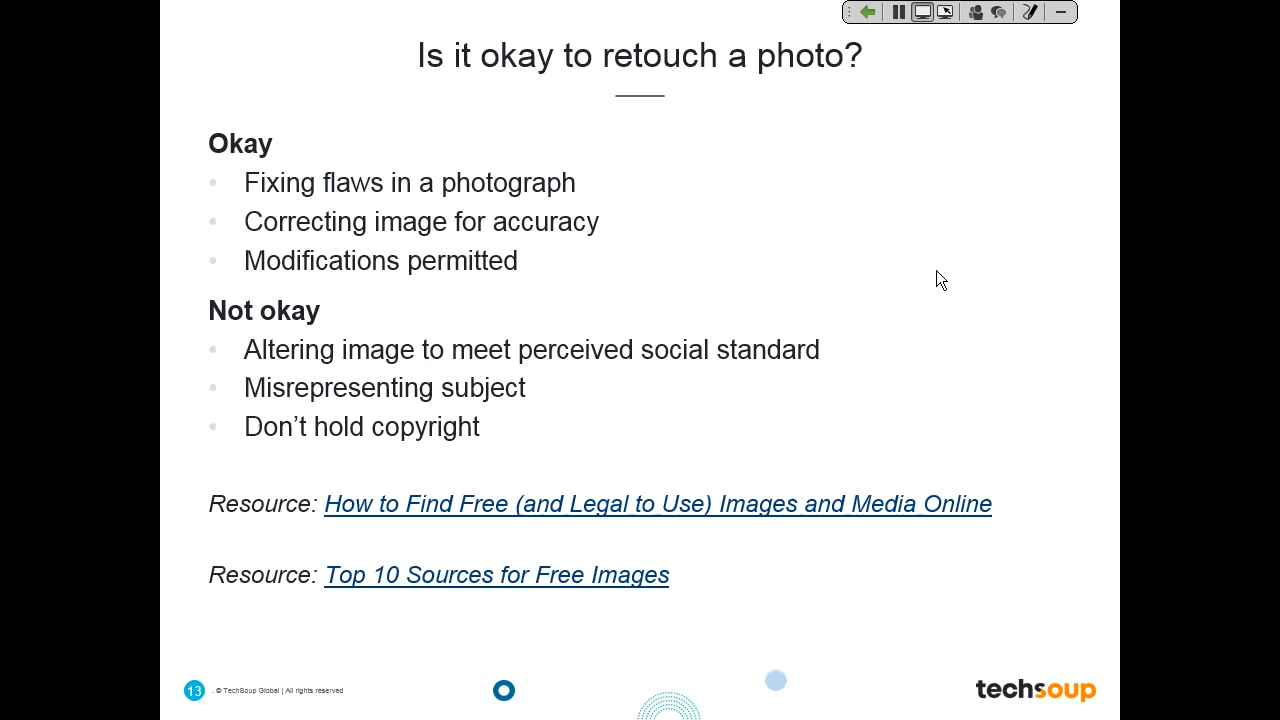 Is it okay to retouch a photo?
Okay
• Fixing flaws in a photograph
• Correcting image for accuracy
• Modifications permitted
Not okay
• Altering image to meet perceived social standard
• Misrepresenting subject
• Don’t hold copyright
Resource: How to Find Free (and Legal to Use) Images and Media Online
Resource: Top 10 Sources for Free Images
13 . © TechSoup Global | All rights reserved
techsoup